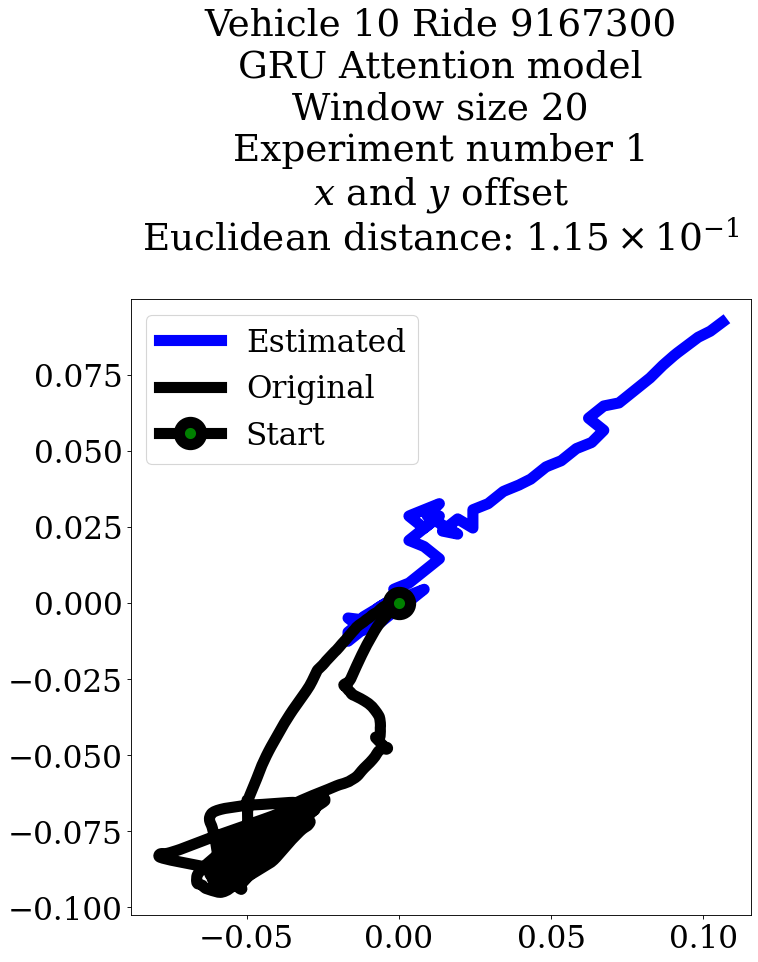 Vehicle 10 Ride 9167300
GRU Attention model
Window size 20
Experiment number 1
x and y offset
Euclidean distance: 1.15 × 10⁻¹
Estimated
Original
Start
0.075
0.050
0.025
0.000
−0.025
−0.050
−0.075
−0.100
−0.05
0.00
0.05
0.10